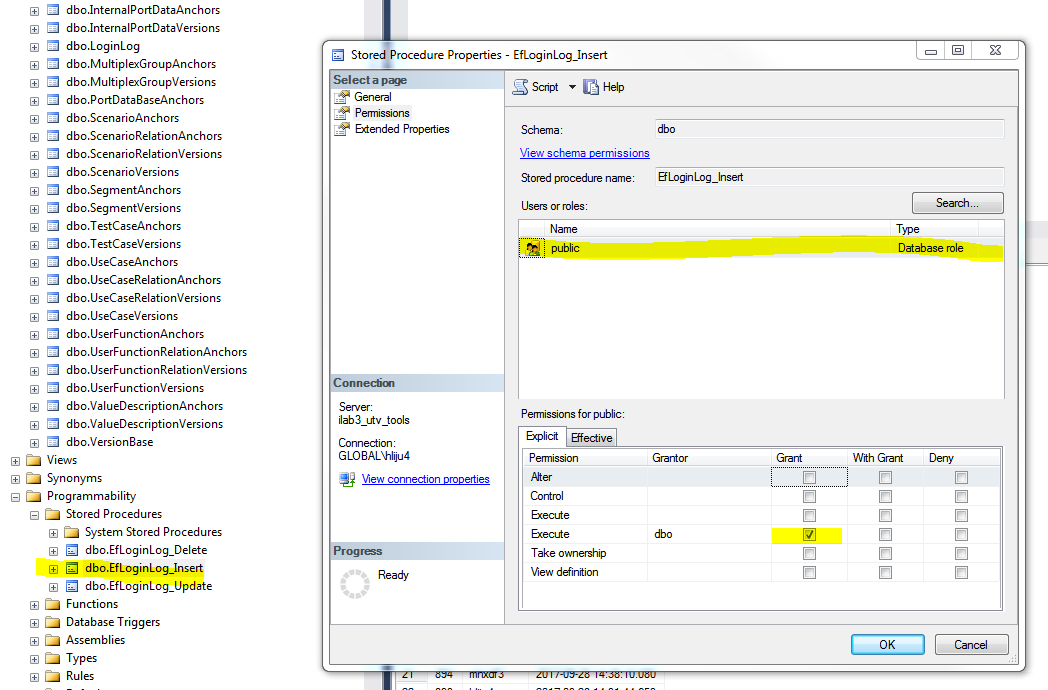 dbo.InternalPortDataAnchors
dbo.InternalPortDataVersions
dbo.LoginLog
dbo.MultiplexGroupAnchors
dbo.MultiplexGroupVersions
dbo.PortDataBaseAnchors
dbo.ScenarioAnchors
dbo.ScenarioRelationAnchors
dbo.ScenarioRelationVersions
dbo.ScenarioVersions
dbo.SegmentAnchors
dbo.SegmentVersions
dbo.TestCaseAnchors
dbo.TestCaseVersions
dbo.UseCaseAnchors
dbo.UseCaseRelationAnchors
dbo.UseCaseRelationVersions
dbo.UseCaseVersions
dbo.UserFunctionAnchors
dbo.UserFunctionRelationAnchors
dbo.UserFunctionRelationVersions
dbo.UserFunctionVersions
dbo.ValueDescriptionAnchors
dbo.ValueDescriptionVersions
dbo.VersionBase
Views
Synonyms
Programmability
Stored Procedures
System Stored Procedures
dbo.EfLoginLog_Delete
dbo.EfLoginLog_Insert
dbo.EfLoginLog_Update
Functions
Database Triggers
Assemblies
Types
Rules
Stored Procedure Properties - EfLoginLog_Insert
Select a page
General
Permissions
Extended Properties
Connection
Server:
ilab3_utv_tools
Connection:
GLOBAL\hliju4
View connection properties
Progress
Ready
Script Help
Schema: dbo
View schema permissions
Stored procedure name: EfLoginLog_Insert
Users or roles: Search...
Name Type
public Database role
Permissions for public:
Explicit Effective
Permission Grantor Grant With Grant Deny
Alter
Control
Execute
Execute dbo
Take ownership
View definition
OK Cancel
21 894 mnxdf3 2017-09-28 14:38:10.080